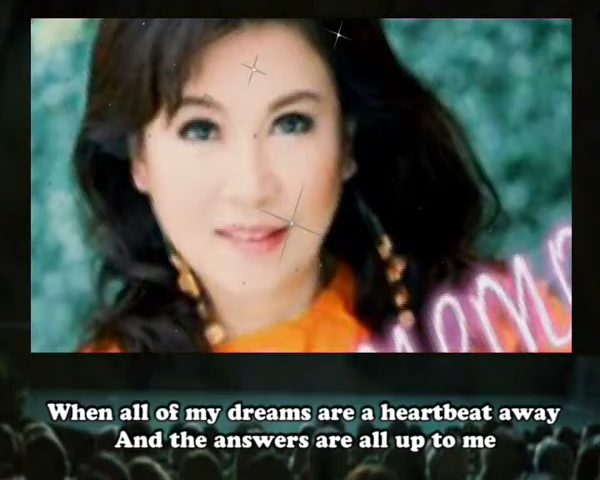 When all of my dreams are a heartbeat away
And the answers are all up to me